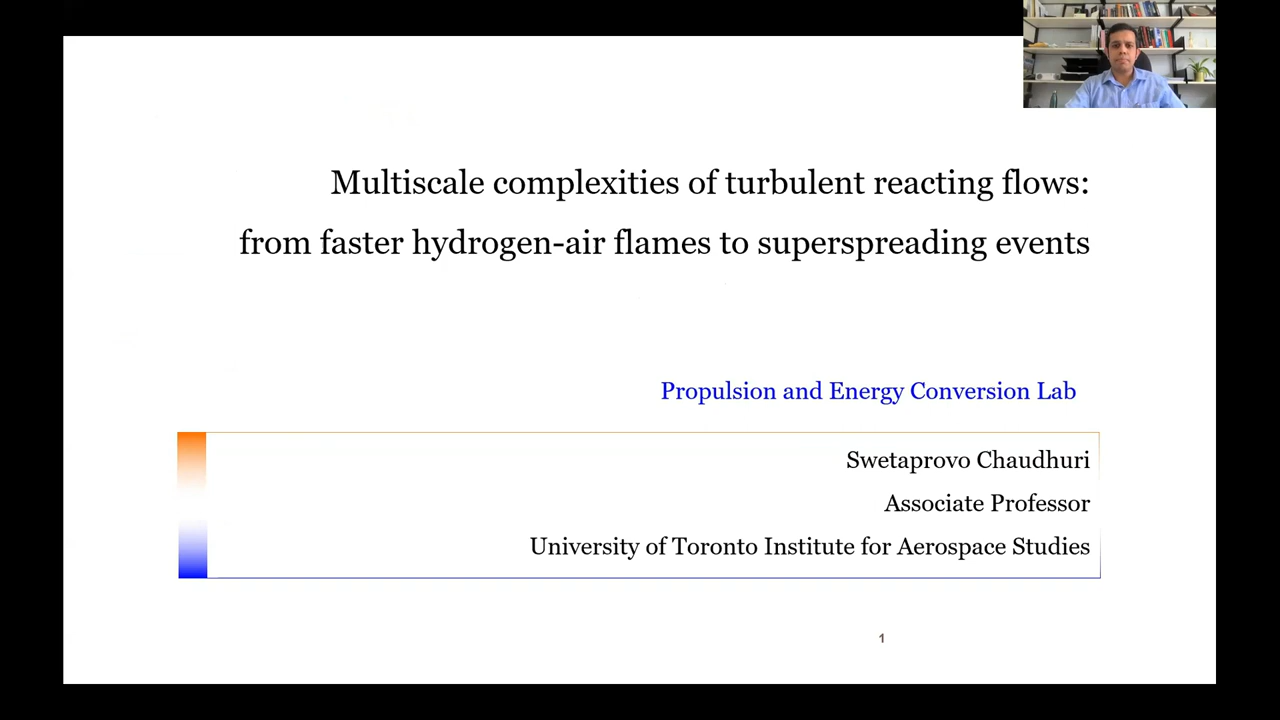 Multiscale complexities of turbulent reacting flows:
from faster hydrogen-air flames to superspreading events
Propulsion and Energy Conversion Lab
Swetaprovo Chaudhuri
Associate Professor
University of Toronto Institute for Aerospace Studies
1